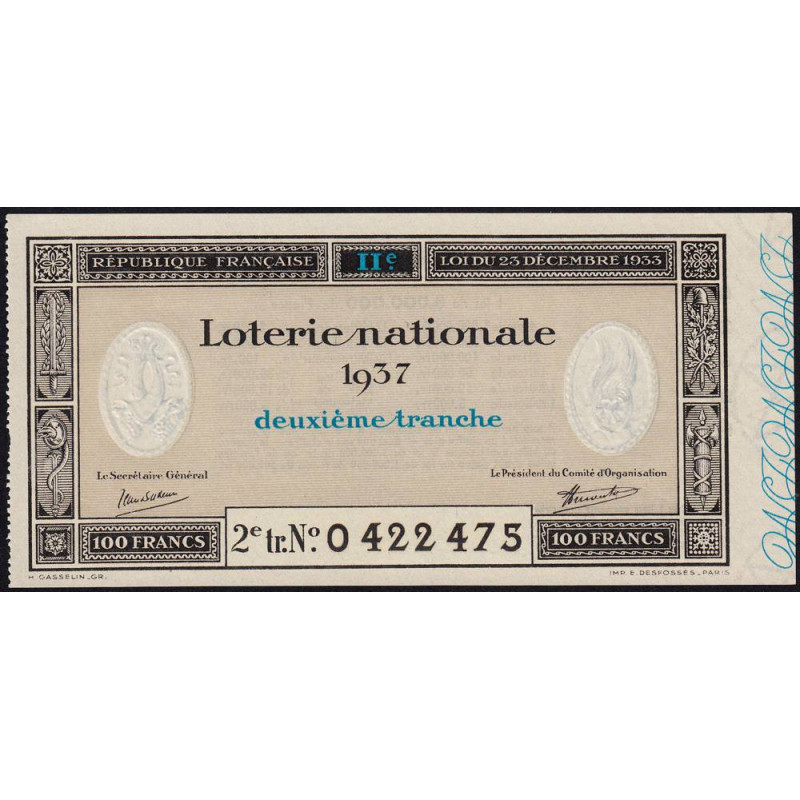 RÉPUBLIQUE FRANÇAISE IIe LOI DU 23 DÉCEMBRE 1933
Loterie nationale
1937
deuxième tranche
Le Secrétaire Général
Le Président du Comité d'Organisation
100 FRANCS
2e tr. No. 0 422 475
100 FRANCS
H. GASSELIN _ GR.
IMP. E. DESFOSSÉS _ PARIS